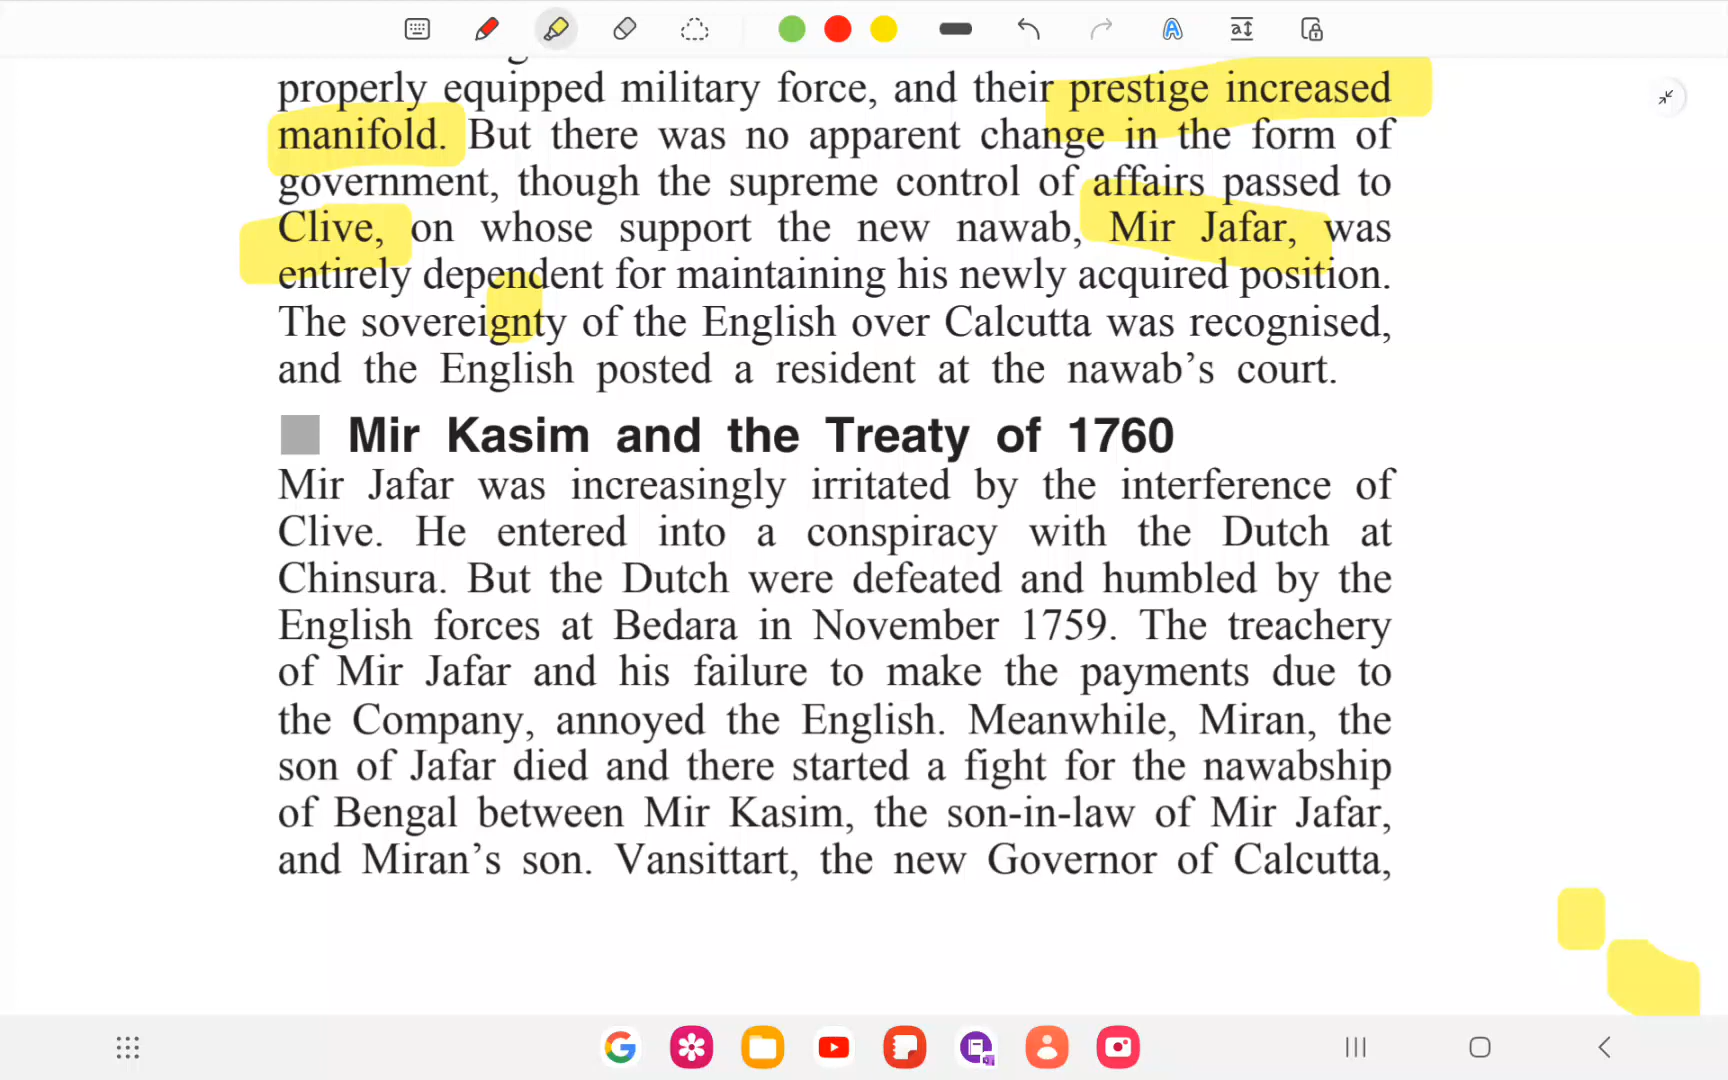 properly equipped military force, and their prestige increased
manifold. But there was no apparent change in the form of
government, though the supreme control of affairs passed to
Clive, on whose support the new nawab, Mir Jafar, was
entirely dependent for maintaining his newly acquired position.
The sovereignty of the English over Calcutta was recognised,
and the English posted a resident at the nawab’s court.
Mir Kasim and the Treaty of 1760
Mir Jafar was increasingly irritated by the interference of
Clive. He entered into a conspiracy with the Dutch at
Chinsura. But the Dutch were defeated and humbled by the
English forces at Bedara in November 1759. The treachery
of Mir Jafar and his failure to make the payments due to
the Company, annoyed the English. Meanwhile, Miran, the
son of Jafar died and there started a fight for the nawabship
of Bengal between Mir Kasim, the son-in-law of Mir Jafar,
and Miran’s son. Vansittart, the new Governor of Calcutta,